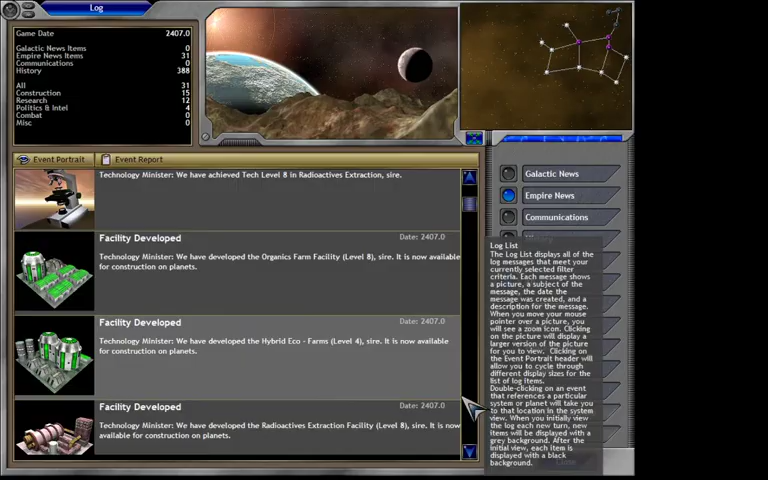 Log
Game Date 2407.0
Galactic News Items 0
Empire News Items 31
Communications 0
History 388
All 31
Construction 15
Research 12
Politics & Intel 4
Combat 0
Misc 0
Event Portrait Event Report
Technology Minister: We have achieved Tech Level 8 in Radioactives Extraction, sire.
Facility Developed Date: 2407.0
Technology Minister: We have developed the Organics Farm Facility (Level 8), sire. It is now available
for construction on planets.
Facility Developed Date: 2407.0
Technology Minister: We have developed the Hybrid Eco - Farms (Level 4), sire. It is now
available for construction on planets.
Facility Developed Date: 2407.0
Technology Minister: We have developed the Radioactives Extraction Facility (Level 8), sire. It is now
available for construction on planets.
Galactic News
Empire News
Communications
Log List
The Log List displays all of the
log messages that meet your
currently selected filter
criteria. Each message shows
a picture, a subject of the
message, the date the
message was created, and a
description for the message.
When you move your mouse
pointer over a picture, you
will see a zoom icon. Clicking
on the picture will display a
larger version of the picture
for you to view. Clicking on
the Event Portrait header will
allow you to cycle through
different display sizes for the
list of log items.
Double-clicking on an event
that references a particular
system or planet will take you
to that location in the system
view. When you initially view
the log each new turn, new
items will be displayed with a
grey background. After the
initial view, each item is
displayed with a black
background.